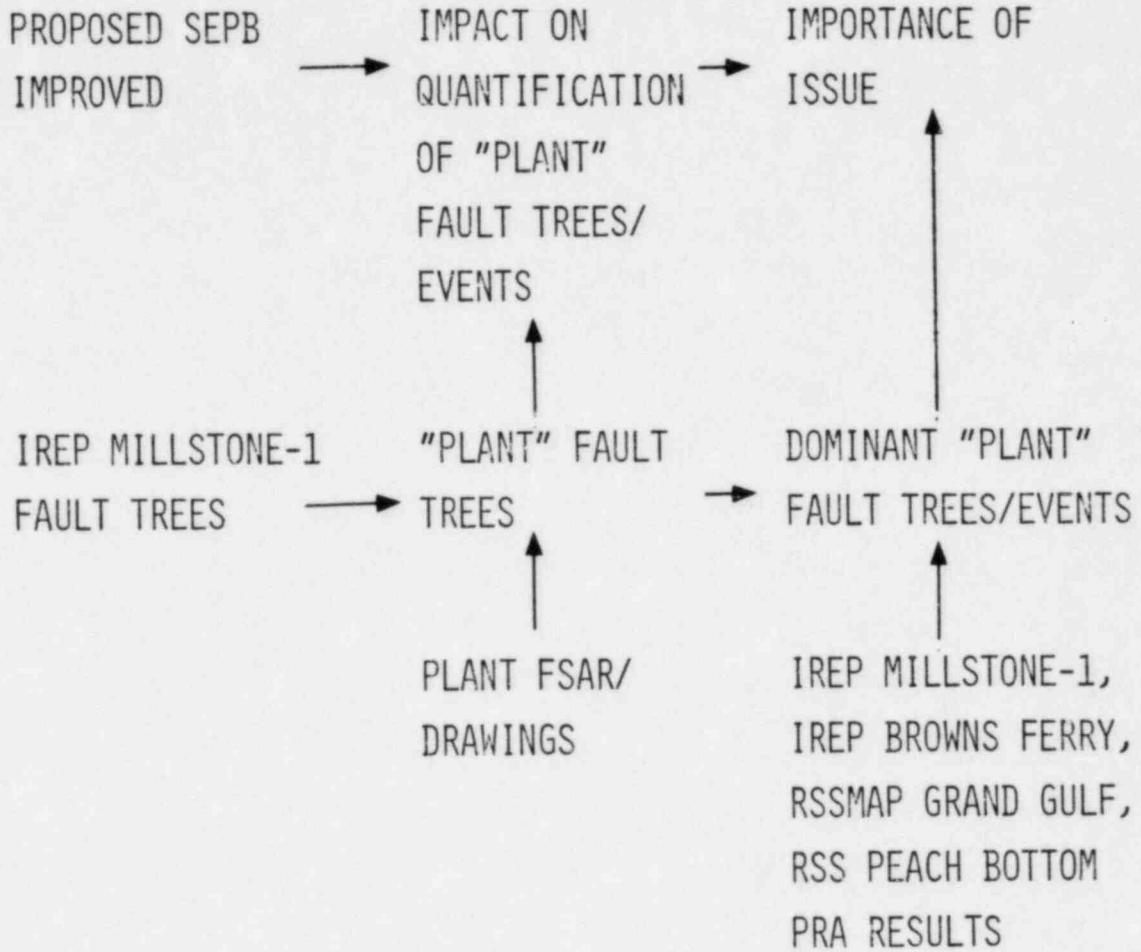 PROPOSED SEPB
IMPROVED
IMPACT ON
QUANTIFICATION
OF "PLANT"
FAULT TREES/
EVENTS
IMPORTANCE OF
ISSUE
IREP MILLSTONE-1
FAULT TREES
"PLANT" FAULT
TREES
DOMINANT "PLANT"
FAULT TREES/EVENTS
PLANT FSAR/
DRAWINGS
IREP MILLSTONE-1,
IREP BROWNS FERRY,
RSSMAP GRAND GULF,
RSS PEACH BOTTOM
PRA RESULTS